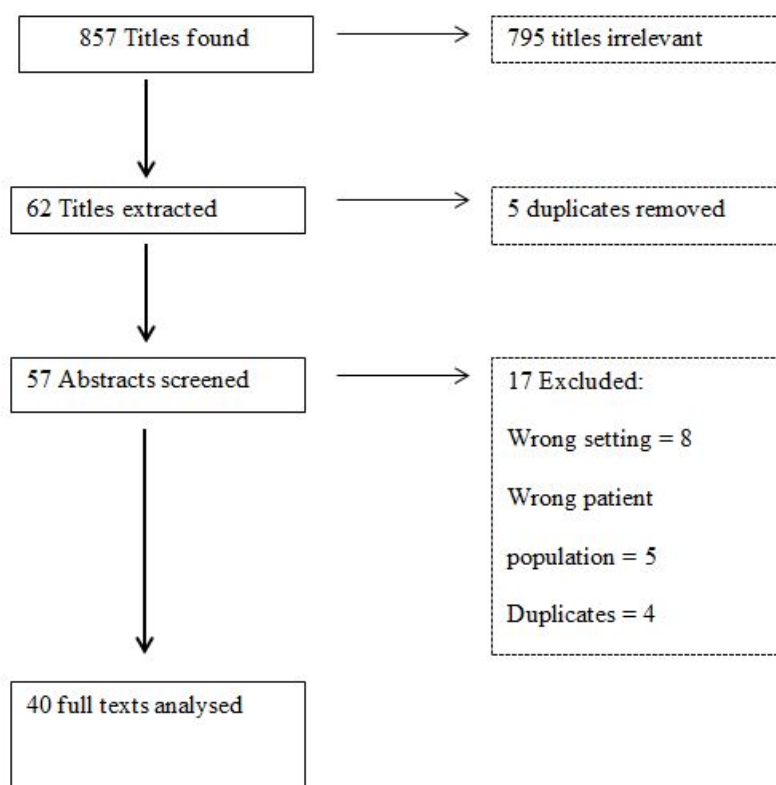 857 Titles found
795 titles irrelevant
62 Titles extracted
5 duplicates removed
57 Abstracts screened
17 Excluded:
Wrong setting = 8
Wrong patient
population = 5
Duplicates = 4
40 full texts analysed